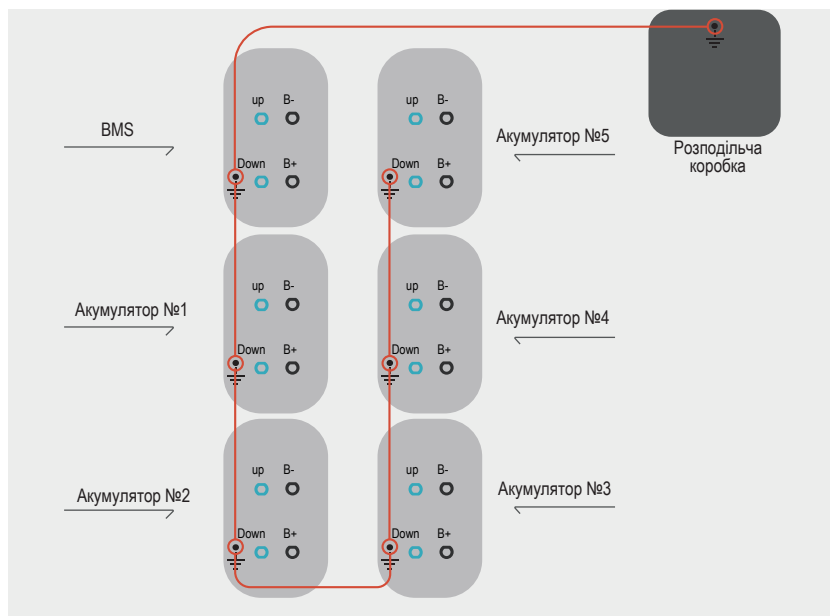 up B-
BMS
Down B+
up B-
Акумулятор №5
Down B+
Розподільча
коробка
up B-
Акумулятор №1
Down B+
up B-
Акумулятор №4
Down B+
up B-
Акумулятор №2
Down B+
up B-
Акумулятор №3
Down B+